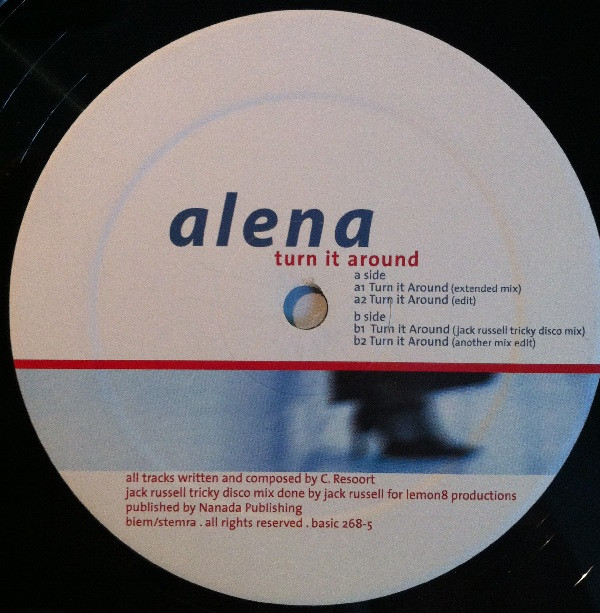 alena
turn it around
a side
a1 Turn it Around (extended mix)
a2 Turn it Around (edit)
b side
b1 Turn it Around (jack russell tricky disco mix)
b2 Turn it Around (another mix edit)
all tracks written and composed by C. Resoort
jack russell tricky disco mix done by jack russell for lemon8 productions
published by Nanada Publishing
biem/stemra . all rights reserved . basic 268-5